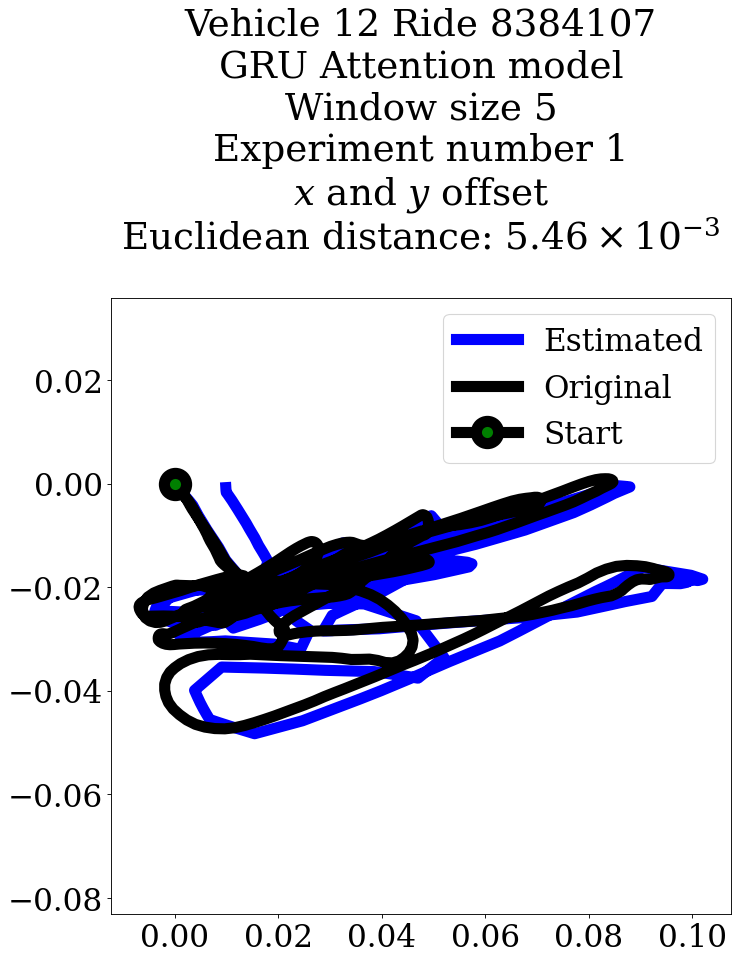 Vehicle 12 Ride 8384107
GRU Attention model
Window size 5
Experiment number 1
x and y offset
Euclidean distance: 5.46 × 10⁻³
Estimated
Original
Start
0.02
0.00
−0.02
−0.04
−0.06
−0.08
0.00 0.02 0.04 0.06 0.08 0.10